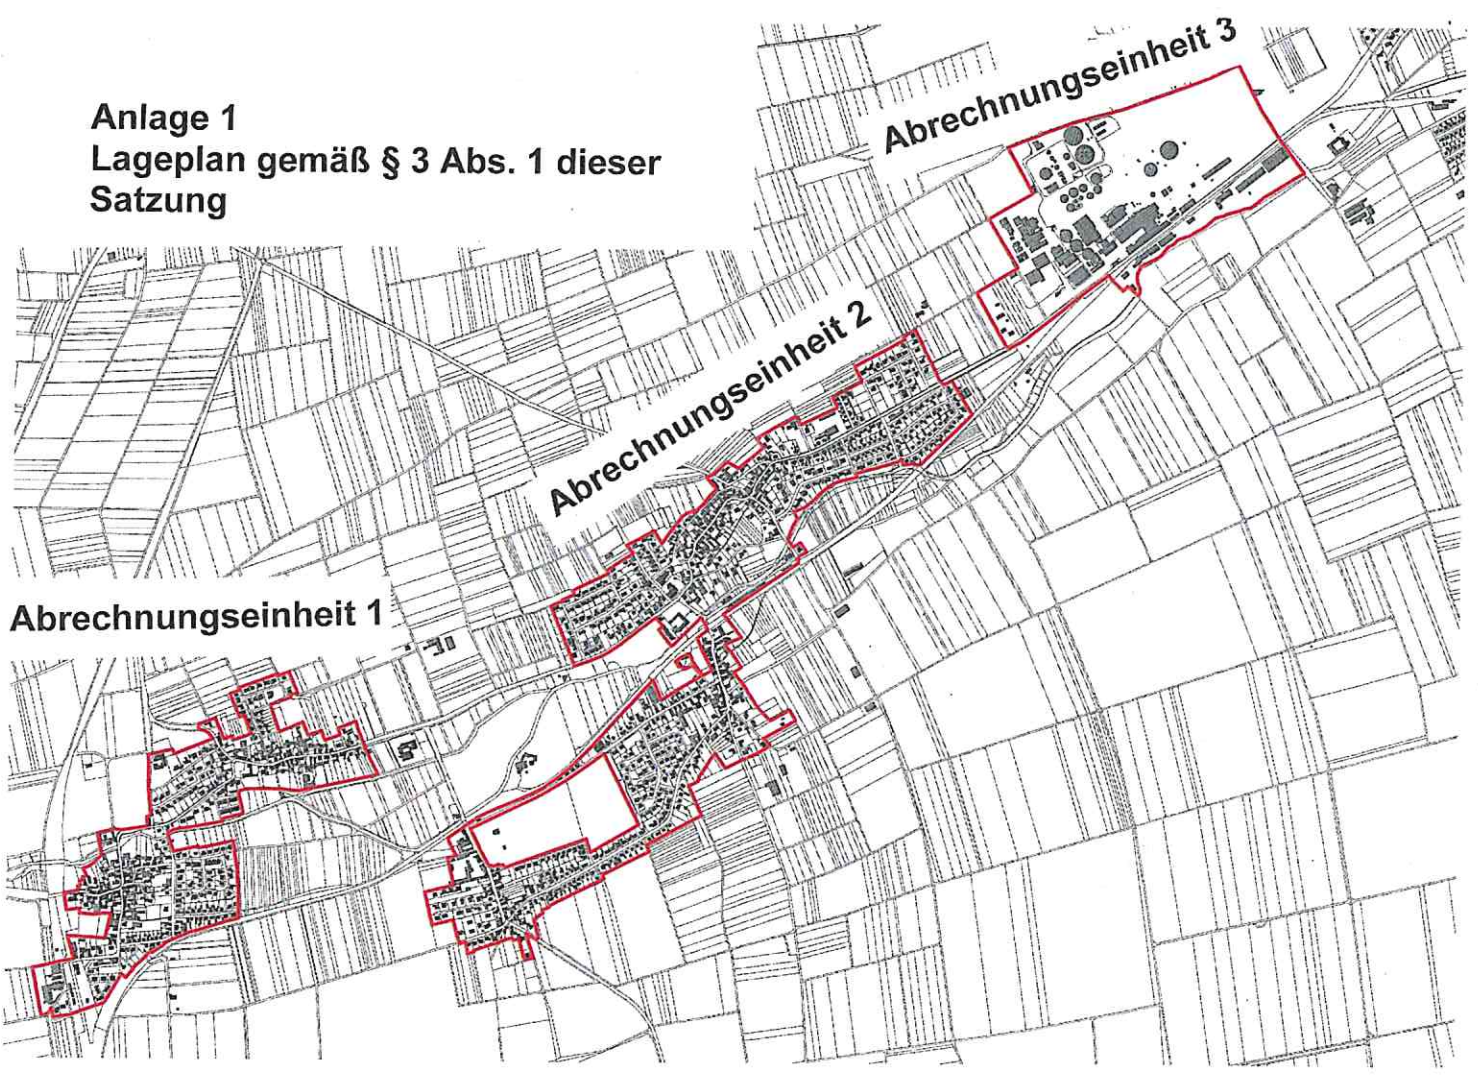 Anlage 1
Lageplan gemäß § 3 Abs. 1 dieser
Satzung
Abrechnungseinheit 3
Abrechnungseinheit 2
Abrechnungseinheit 1